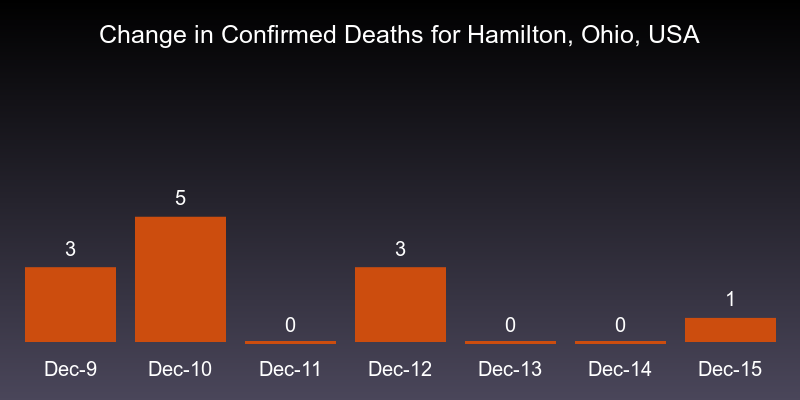 Change in Confirmed Deaths for Hamilton, Ohio, USA
3 5 0 3 0 0 1
Dec-9 Dec-10 Dec-11 Dec-12 Dec-13 Dec-14 Dec-15